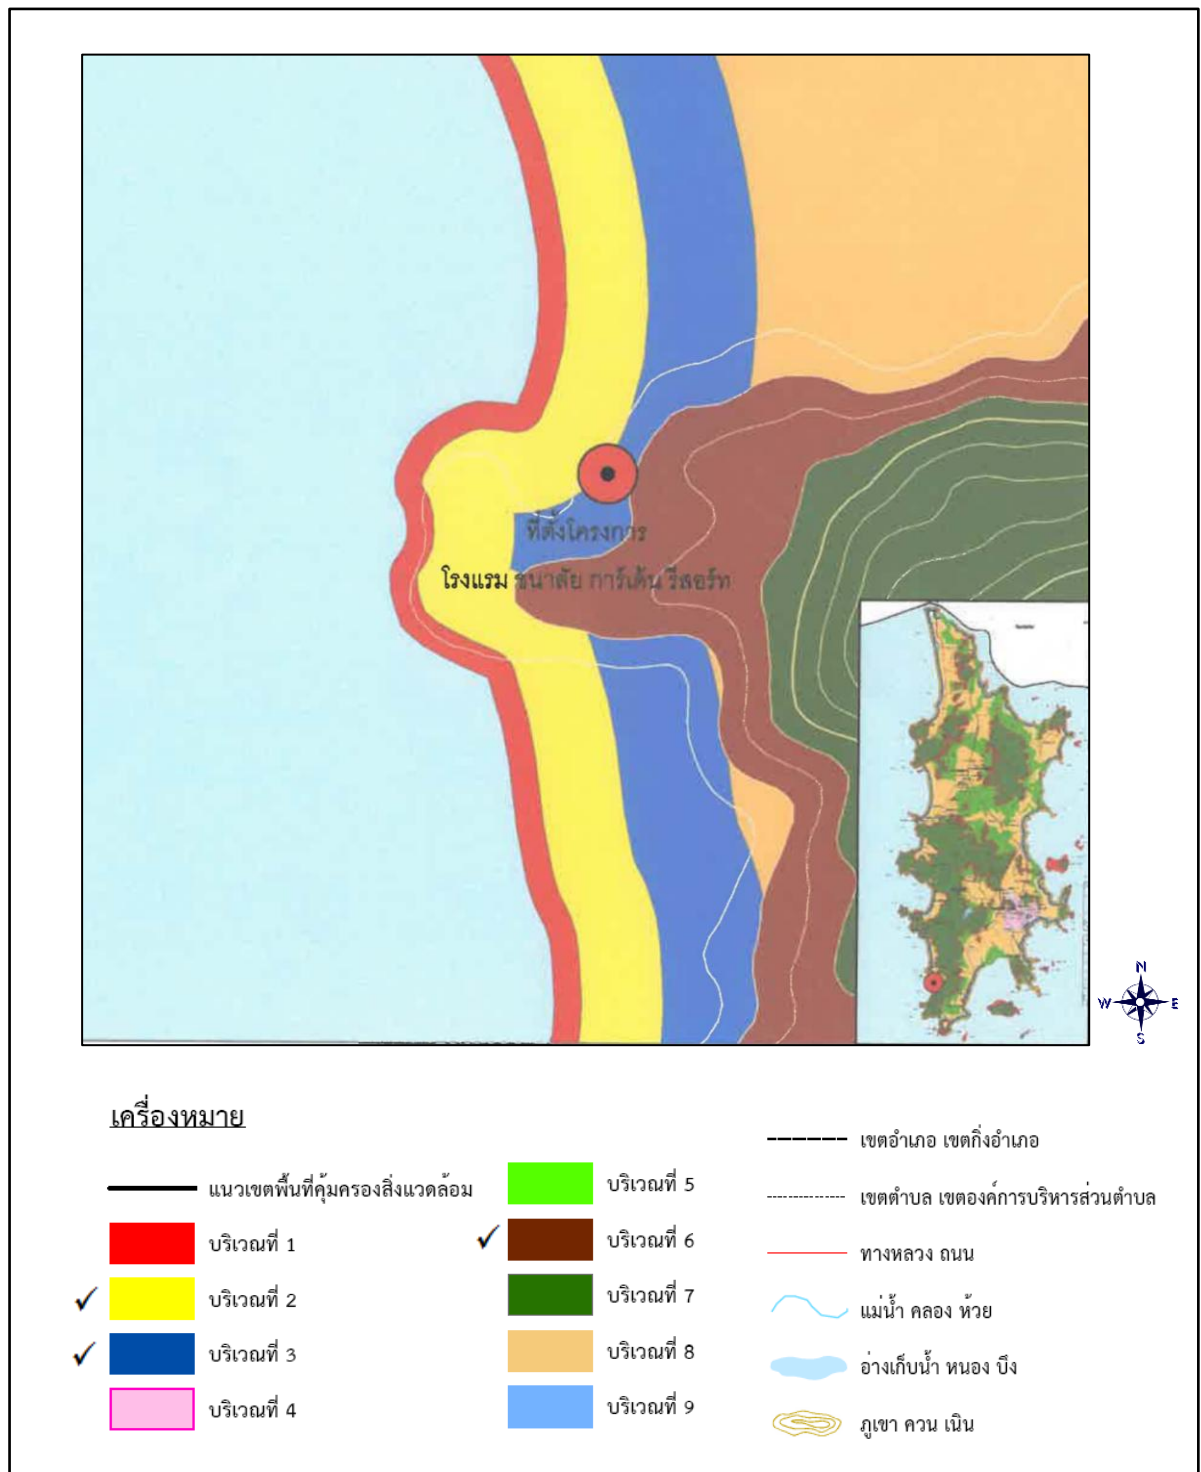 ที่ตั้งโครงการ
โรงแรม ชนาลัย การ์เด้น รีสอร์ท
N
W E
S
เครื่องหมาย
แนวเขตพื้นที่คุ้มครองสิ่งแวดล้อม
บริเวณที่ 1
บริเวณที่ 2
บริเวณที่ 3
บริเวณที่ 4
บริเวณที่ 5
บริเวณที่ 6
บริเวณที่ 7
บริเวณที่ 8
บริเวณที่ 9
เขตอำเภอ เขตกิ่งอำเภอ
เขตตำบล เขตองค์การบริหารส่วนตำบล
ทางหลวง ถนน
แม่น้ำ คลอง ห้วย
อ่างเก็บน้ำ หนอง บึง
ภูเขา ควน เนิน